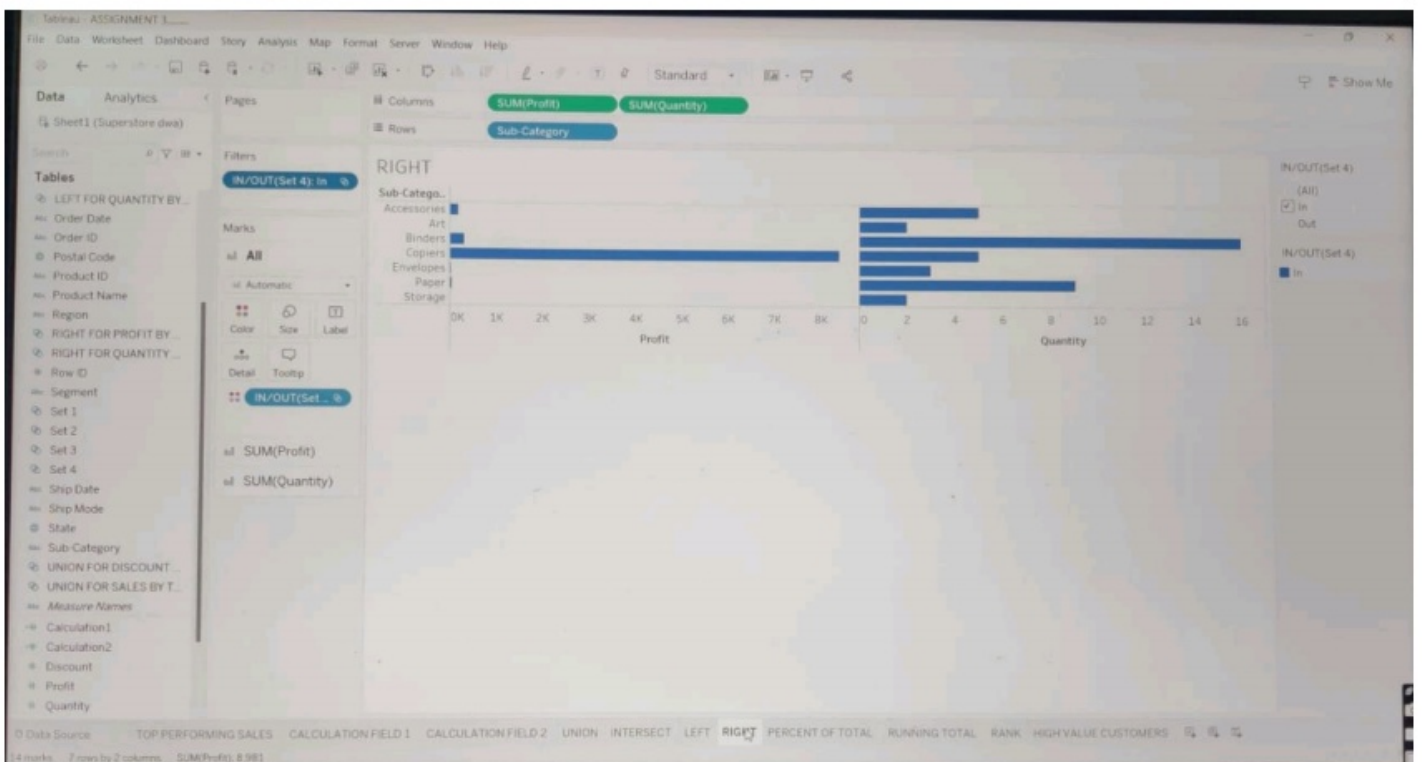 Tableau - ASSIGNMENT 3
File Data Worksheet Dashboard Story Analysis Map Format Server Window Help
Standard
Show Me
Data Analytics
Pages
Columns SUM(Profit) SUM(Quantity)
Sheet1 (Superstore dwa)
Rows Sub-Category
Search
Filters
IN/OUT(Set 4): In
Tables
LEFT FOR QUANTITY BY...
Order Date
Order ID
Postal Code
Product ID
Product Name
Region
RIGHT FOR PROFIT BY...
RIGHT FOR QUANTITY ...
Row ID
Segment
Set 1
Set 2
Set 3
Set 4
Ship Date
Ship Mode
State
Sub-Category
UNION FOR DISCOUNT ...
UNION FOR SALES BY T...
Measure Names
Calculation1
Calculation2
Discount
Profit
Quantity
Marks
All
Automatic
Color Size Label
Detail Tooltip
IN/OUT(Set ...
SUM(Profit)
SUM(Quantity)
RIGHT
Sub-Catego..
Accessories
Art
Binders
Copiers
Envelopes
Paper
Storage
0K 1K 2K 3K 4K 5K 6K 7K 8K
Profit
0 2 4 6 8 10 12 14 16
Quantity
IN/OUT(Set 4)
(All)
In
Out
IN/OUT(Set 4)
In
Data Source TOP PERFORMING SALES CALCULATION FIELD 1 CALCULATION FIELD 2 UNION INTERSECT LEFT RIGHT PERCENT OF TOTAL RUNNING TOTAL RANK HIGH VALUE CUSTOMERS
14 marks 7 rows by 2 columns SUM(Profit): 8,981